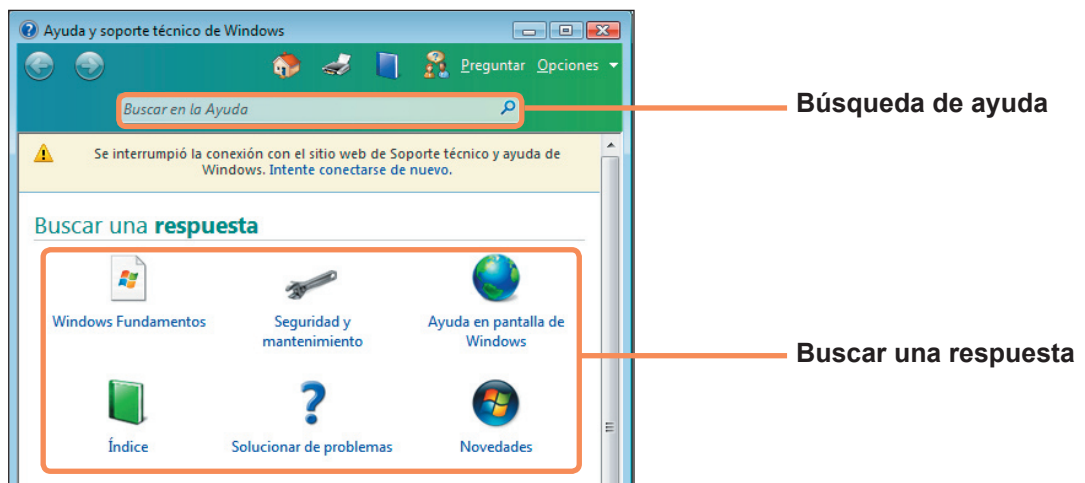 Ayuda y soporte técnico de Windows
Preguntar Opciones
Buscar en la Ayuda
Búsqueda de ayuda
Se interrumpió la conexión con el sitio web de Soporte técnico y ayuda de
Windows. Intente conectarse de nuevo.
Buscar una respuesta
Windows Fundamentos
Seguridad y
mantenimiento
Ayuda en pantalla de
Windows
Buscar una respuesta
Índice
Solucionar de problemas
Novedades